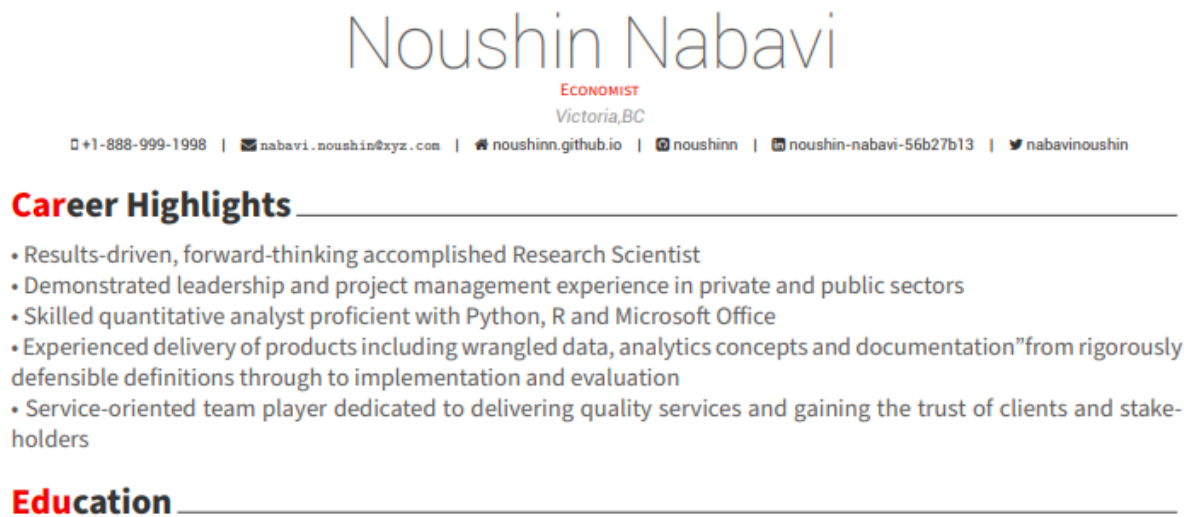 Noushin Nabavi
Economist
Victoria,BC
+1-888-999-1998 | nabavi.noushin@xyz.com | noushinn.github.io | noushinn | noushin-nabavi-56b27b13 | nabavinoushin
Career Highlights
• Results-driven, forward-thinking accomplished Research Scientist
• Demonstrated leadership and project management experience in private and public sectors
• Skilled quantitative analyst proficient with Python, R and Microsoft Office
• Experienced delivery of products including wrangled data, analytics concepts and documentation”from rigorously
defensible definitions through to implementation and evaluation
• Service-oriented team player dedicated to delivering quality services and gaining the trust of clients and stake-
holders
Education